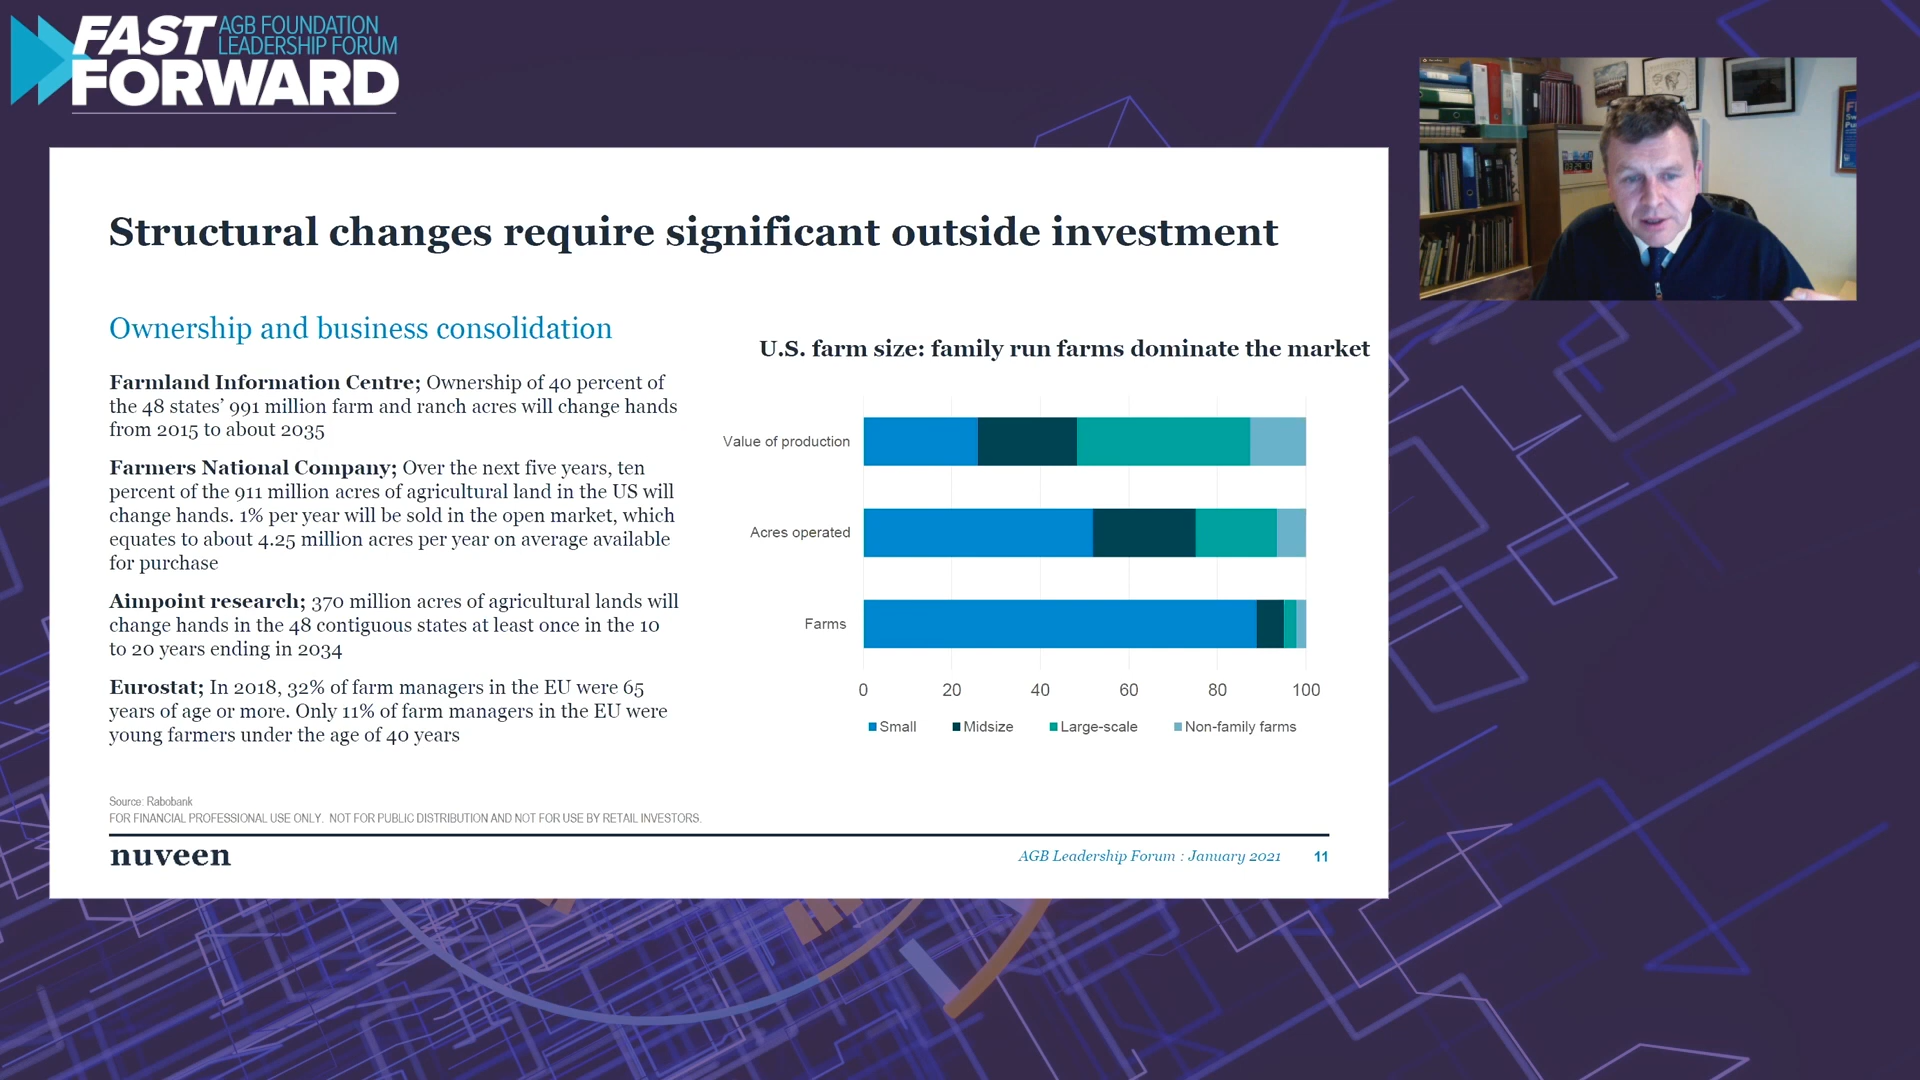 FAST AGB FOUNDATION
LEADERSHIP FORUM
FORWARD
Structural changes require significant outside investment
Ownership and business consolidation
Farmland Information Centre; Ownership of 40 percent of
the 48 states’ 991 million farm and ranch acres will change hands
from 2015 to about 2035
Farmers National Company; Over the next five years, ten
percent of the 911 million acres of agricultural land in the US will
change hands. 1% per year will be sold in the open market, which
equates to about 4.25 million acres per year on average available
for purchase
Aimpoint research; 370 million acres of agricultural lands will
change hands in the 48 contiguous states at least once in the 10
to 20 years ending in 2034
Eurostat; In 2018, 32% of farm managers in the EU were 65
years of age or more. Only 11% of farm managers in the EU were
young farmers under the age of 40 years
U.S. farm size: family run farms dominate the market
Value of production
Acres operated
Farms
0 20 40 60 80 100
Small Midsize Large-scale Non-family farms
Source: Rabobank
FOR FINANCIAL PROFESSIONAL USE ONLY. NOT FOR PUBLIC DISTRIBUTION AND NOT FOR USE BY RETAIL INVESTORS.
nuveen
AGB Leadership Forum : January 2021 11